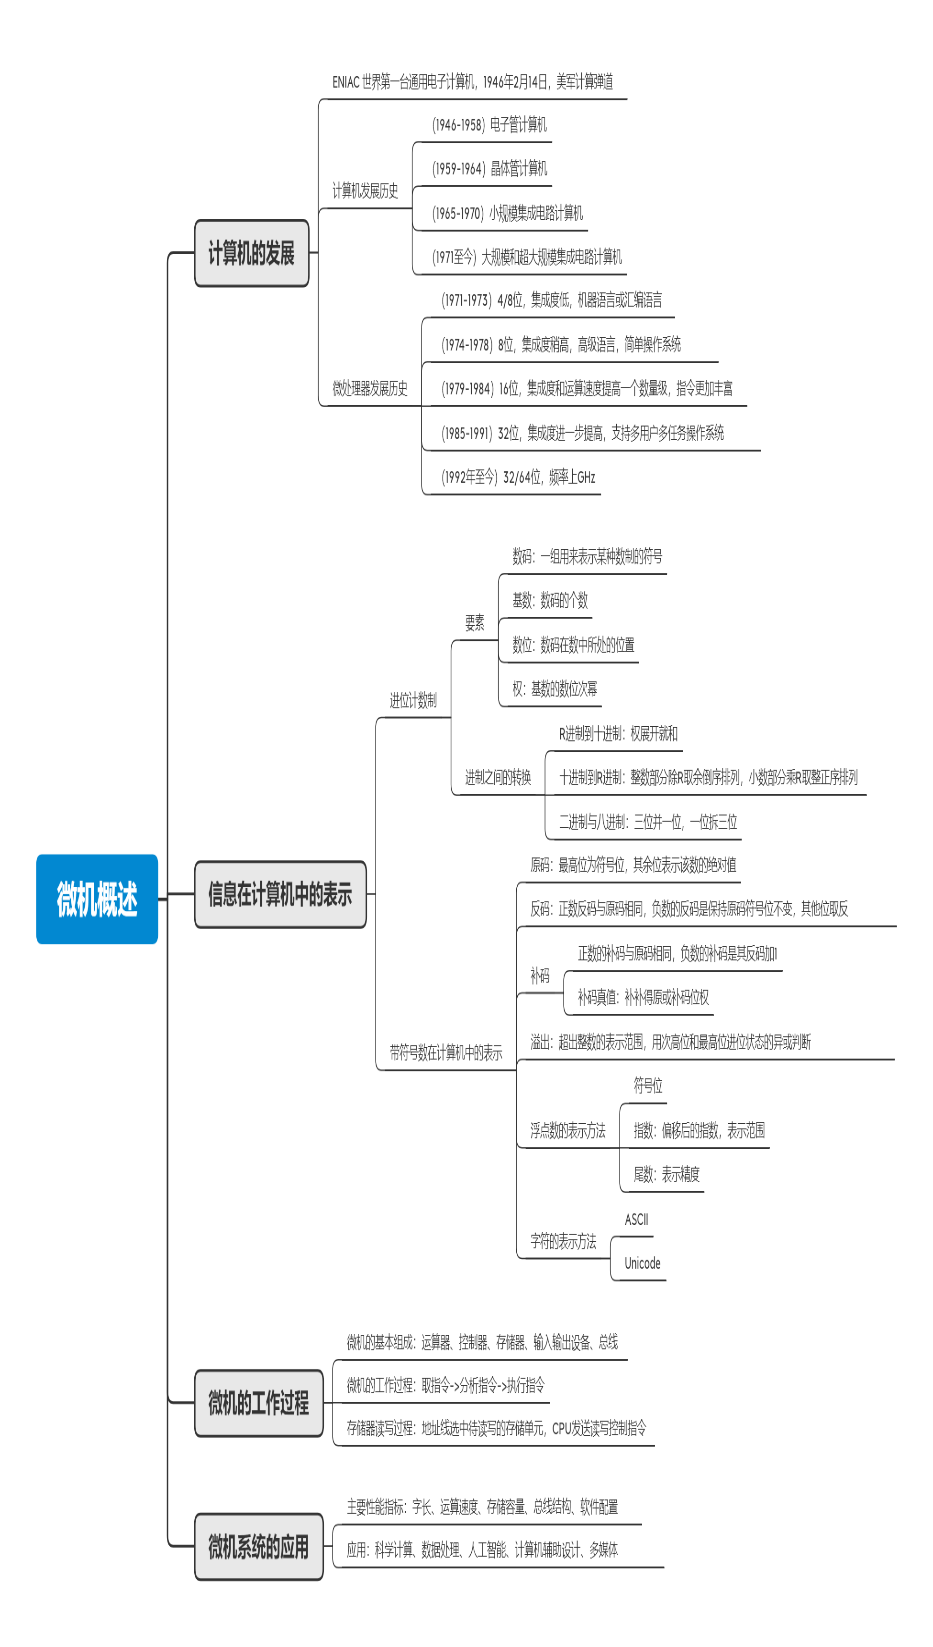 微机概述
计算机的发展
ENIAC 世界第一台通用电子计算机，1946年2月14日，美军计算弹道
计算机发展历史
（1946-1958）电子管计算机
（1959-1964）晶体管计算机
（1965-1970）小规模集成电路计算机
（1971至今）大规模和超大规模集成电路计算机
微处理器发展历史
（1971-1973）4/8位，集成度低，机器语言或汇编语言
（1974-1978）8位，集成度稍高，高级语言，简单操作系统
（1979-1984）16位，集成度和运算速度提高一个数量级，指令更加丰富
（1985-1991）32位，集成度进一步提高，支持多用户多任务操作系统
（1992年至今）32/64位，频率上GHz
信息在计算机中的表示
进位计数制
要素
数码：一组用来表示某种数制的符号
基数：数码的个数
数位：数码在数中所处的位置
权：基数的数位次幂
进制之间的转换
R进制到十进制：权展开就和
十进制到R进制：整数部分除R取余倒序排列，小数部分乘R取整正序排列
二进制与八进制：三位并一位，一位拆三位
带符号数在计算机中的表示
原码：最高位为符号位，其余位表示该数的绝对值
反码：正数反码与原码相同，负数的反码是保持原码符号位不变，其他位取反
补码
正数的补码与原码相同，负数的补码是其反码加1
补码真值：补补得原或补码位权
溢出：超出整数的表示范围，用次高位和最高位进位状态的异或判断
浮点数的表示方法
符号位
指数：偏移后的指数，表示范围
尾数：表示精度
字符的表示方法
ASCII
Unicode
微机的工作过程
微机的基本组成：运算器、控制器、存储器、输入输出设备、总线
微机的工作过程：取指令->分析指令->执行指令
存储器读写过程：地址线选中待读写的存储单元，CPU发送读写控制指令
微机系统的应用
主要性能指标：字长、运算速度、存储容量、总线结构、软件配置
应用：科学计算、数据处理、人工智能、计算机辅助设计、多媒体